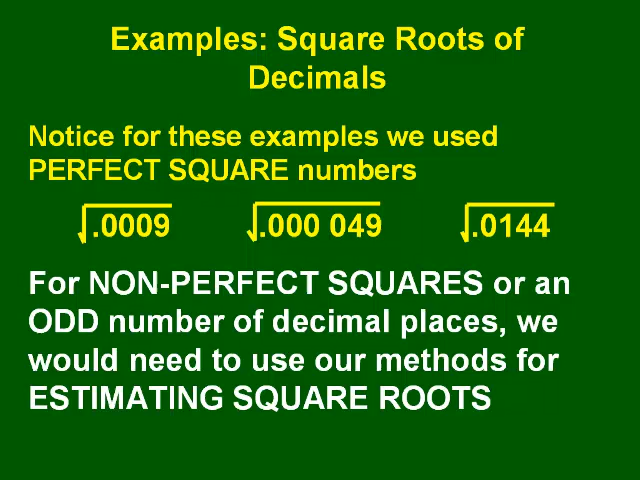 Examples: Square Roots of
Decimals
Notice for these examples we used
PERFECT SQUARE numbers
√.0009 √.000 049 √.0144
For NON-PERFECT SQUARES or an
ODD number of decimal places, we
would need to use our methods for
ESTIMATING SQUARE ROOTS